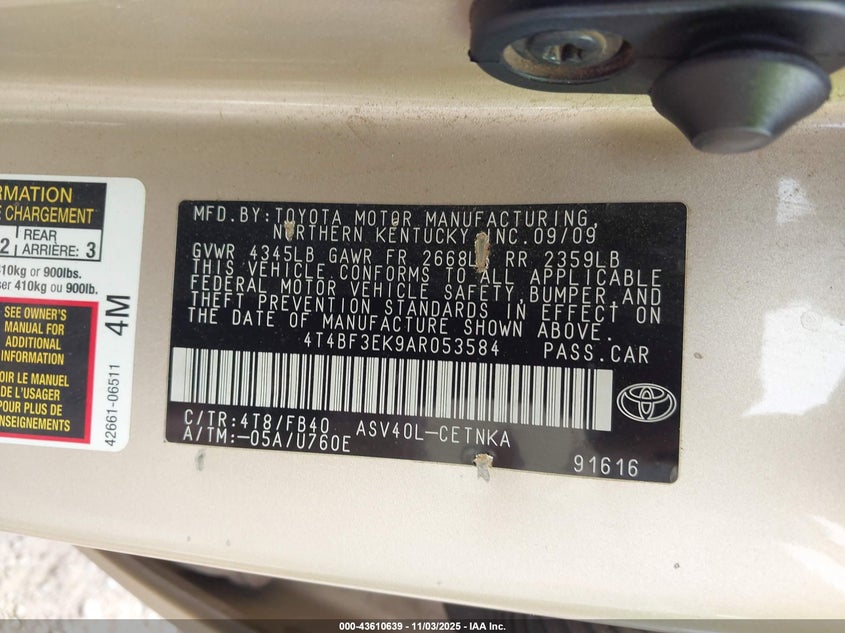 RMATION
E CHARGEMENT
2 REAR ARRIÈRE: 3
410kg or 900lbs.
ser 410kg ou 900lb.
SEE OWNER'S
MANUAL FOR
ADDITIONAL
INFORMATION
OIR LE MANUEL
DE L'USAGER
POUR PLUS DE
ENSEIGNEMENTS
4M
42661-06511
MFD.BY:TOYOTA MOTOR MANUFACTURING,
NORTHERN KENTUCKY, INC.09/09
GVWR 4345LB GAWR FR 2668LB RR 2359LB
THIS VEHICLE CONFORMS TO ALL APPLICABLE
FEDERAL MOTOR VEHICLE SAFETY,BUMPER,AND
THEFT PREVENTION STANDARDS IN EFFECT ON
THE DATE OF MANUFACTURE SHOWN ABOVE.
4T4BF3EK9AR053584 PASS.CAR
C/TR:4T8/FB40 ASV40L-CETNKA
A/TM:-05A/U760E
91616
000-43610639 - 11/03/2025 - IAA Inc.